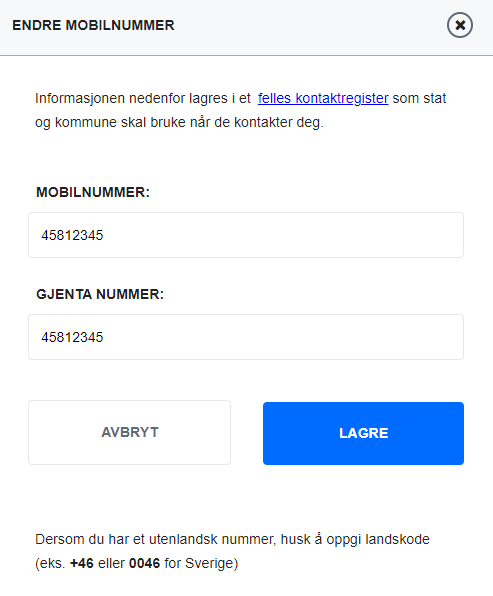 ENDRE MOBILNUMMER
Informasjonen nedenfor lagres i et felles kontaktregister som stat
og kommune skal bruke når de kontakter deg.
MOBILNUMMER:
45812345
GJENTA NUMMER:
45812345
AVBRYT
LAGRE
Dersom du har et utenlandsk nummer, husk å oppgi landskode
(eks. +46 eller 0046 for Sverige)